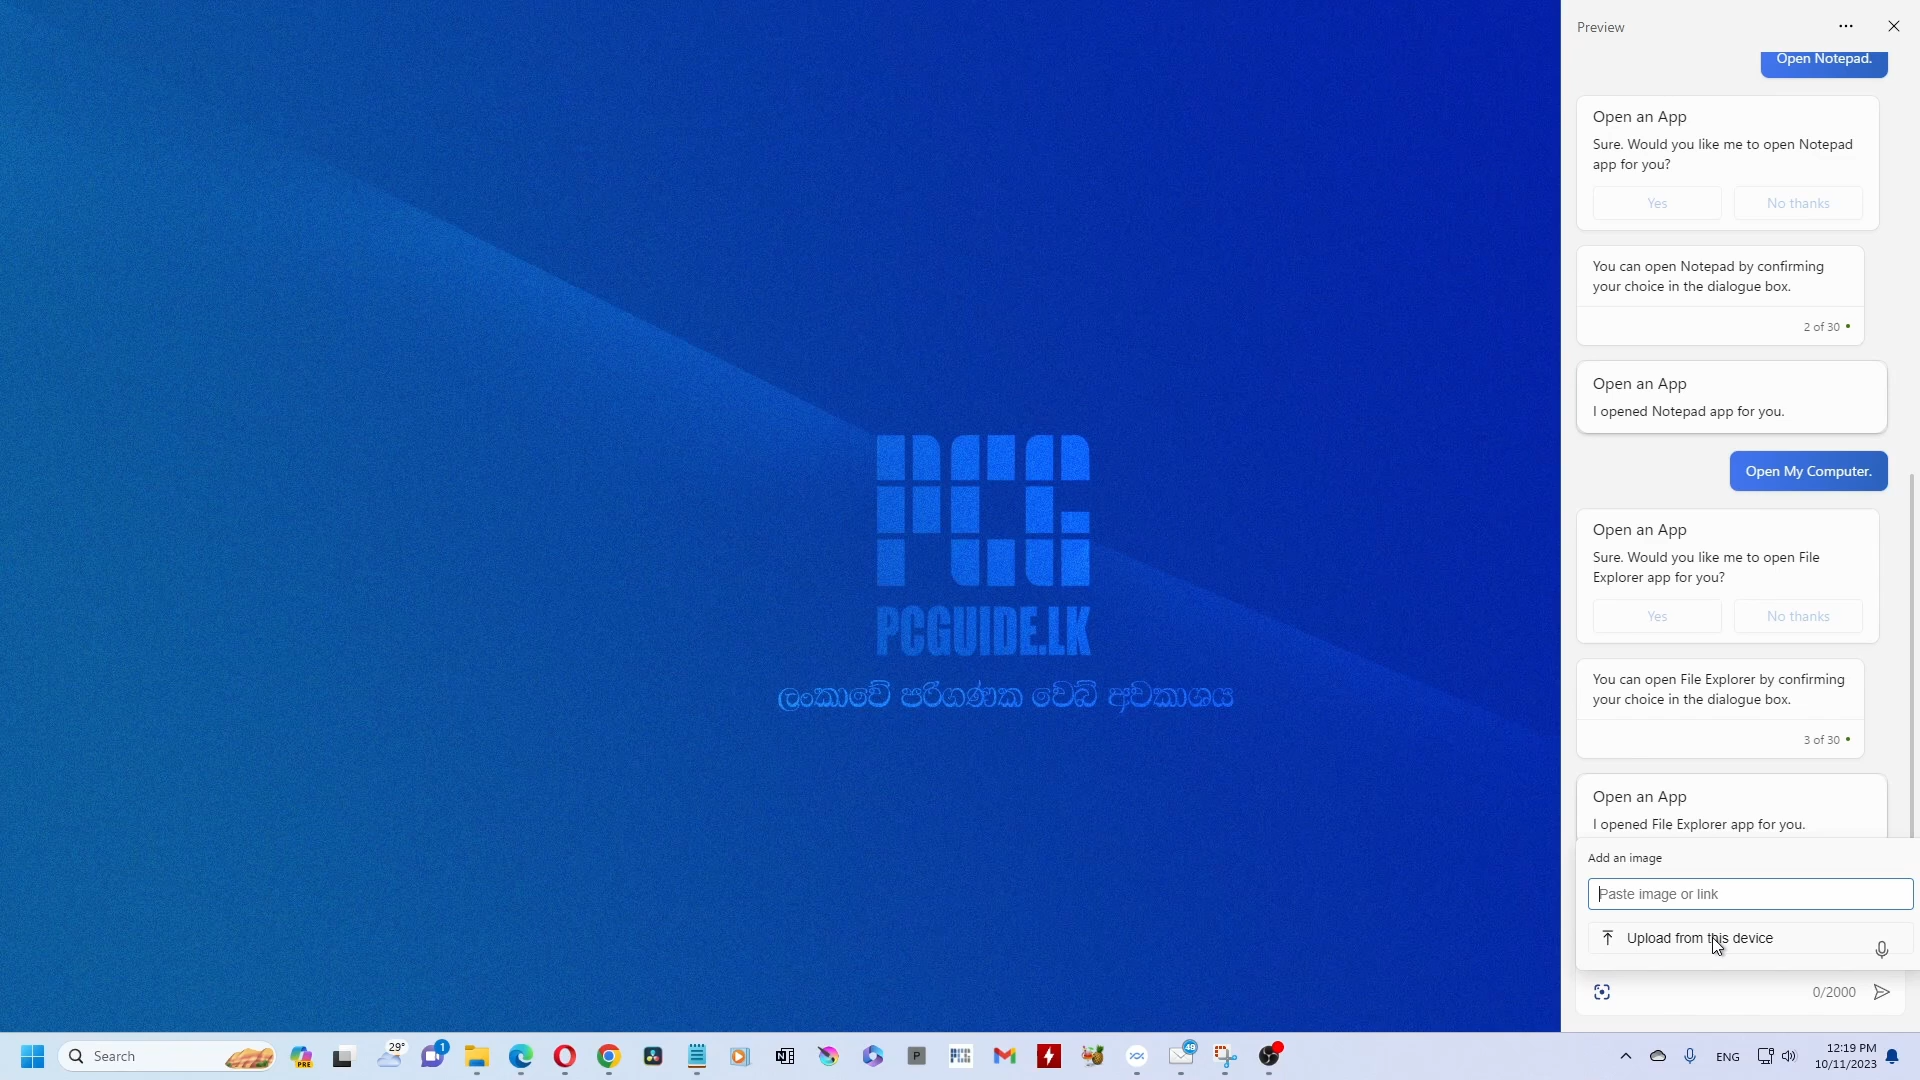 Preview
Open Notepad.
Open an App
Sure. Would you like me to open Notepad
app for you?
Yes
No thanks
You can open Notepad by confirming
your choice in the dialogue box.
2 of 30
Open an App
I opened Notepad app for you.
Open My Computer.
Open an App
Sure. Would you like me to open File
Explorer app for you?
Yes
No thanks
You can open File Explorer by confirming
your choice in the dialogue box.
3 of 30
Open an App
I opened File Explorer app for you.
Add an image
Paste image or link
Upload from this device
0/2000
PCG
PCGUIDE.LK
ලංකාවේ පරිගණක වෙබ් අවකාශය
Search
PRE
29°
1
P
49
ENG
12:19 PM
10/11/2023